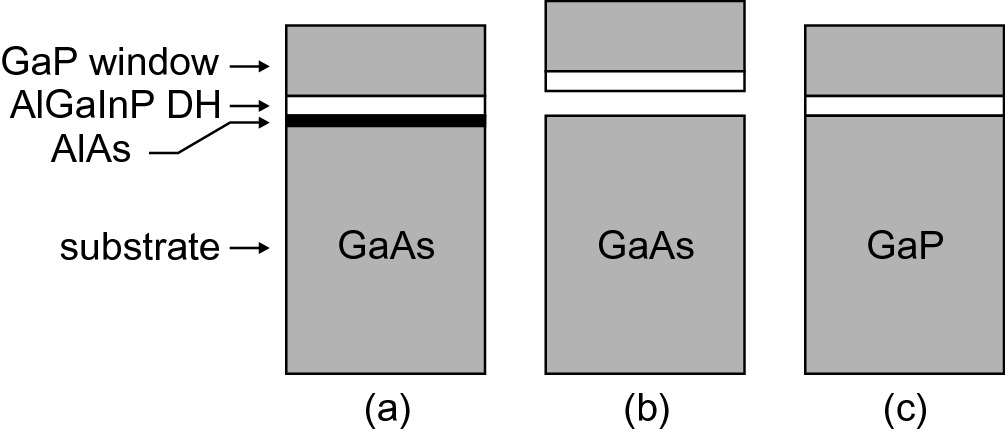 GaP window
AlGaInP DH
AlAs
substrate
GaAs
GaAs
GaP
(a)
(b)
(c)